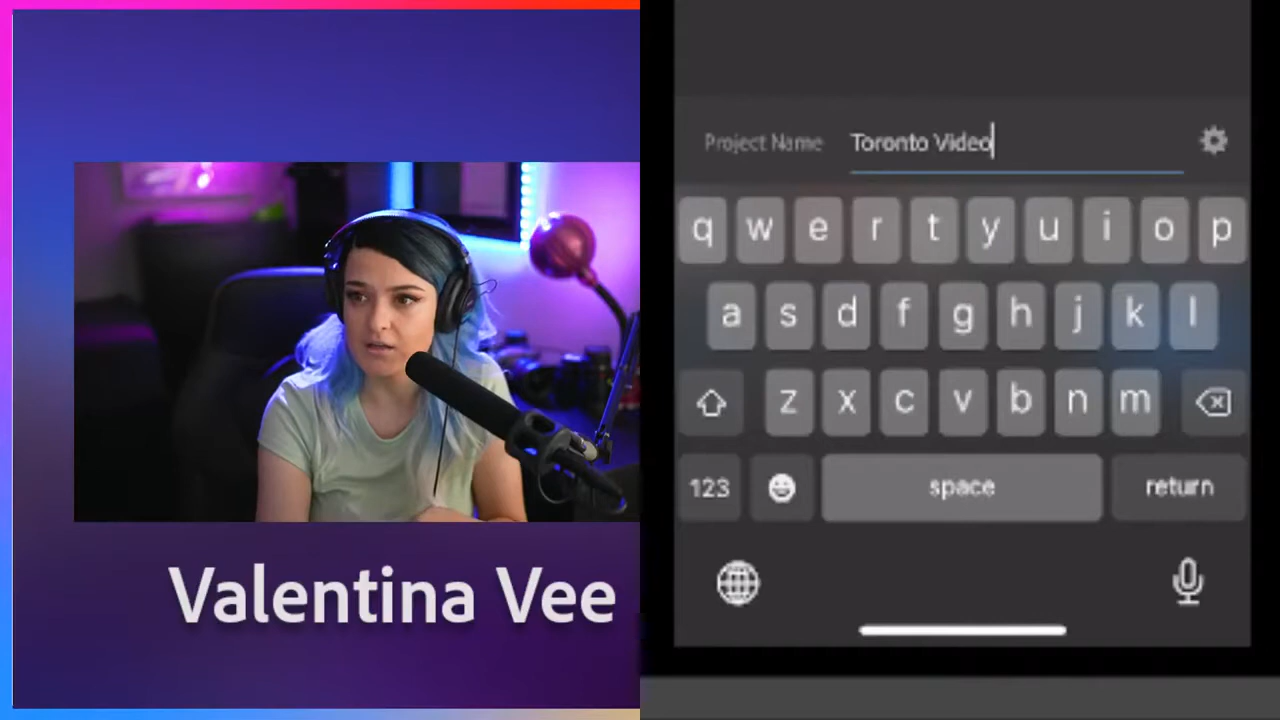 Valentina Vee
Project Name Toronto Video
q w e r t y u i o p
a s d f g h j k l
z x c v b n m
123 space return